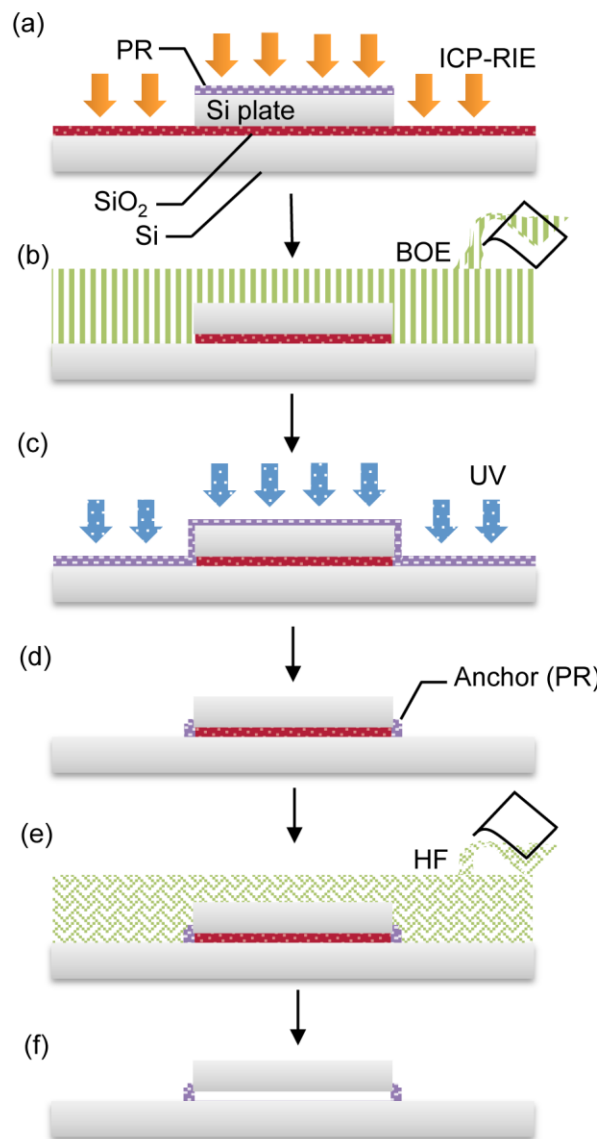 (a)
PR
ICP-RIE
Si plate
SiO₂
Si
(b)
BOE
(c)
UV
(d)
Anchor (PR)
(e)
HF
(f)